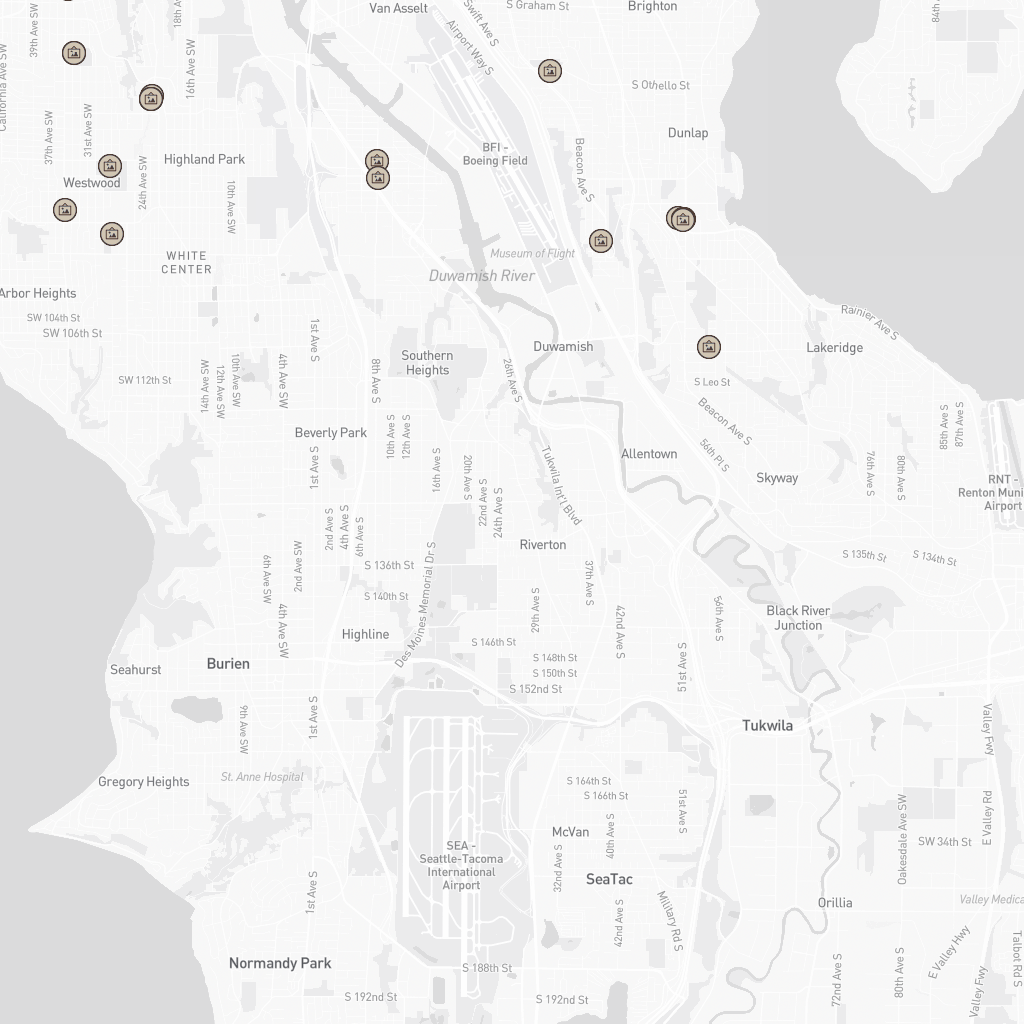 Van Asselt
Swift Ave S
S Graham St
Brighton
84th
39th Ave SW
18th A
Airport Way S
California Ave SW
16th Ave SW
S Othello St
37th Ave SW
31st Ave SW
Dunlap
BFI -
Boeing Field
Beacon Ave S
Highland Park
Westwood
24th Ave SW
10th Ave SW
WHITE
CENTER
Museum of Flight
Duwamish River
Arbor Heights
SW 104th St
SW 106th St
Rainier Ave S
1st Ave S
Southern
Heights
Duwamish
Lakeridge
26th Ave S
8th Ave S
SW 112th St
14th Ave SW
12th Ave SW
10th Ave SW
4th Ave SW
S Leo St
Beacon Ave S
Beverly Park
10th Ave S
12th Ave S
85th Ave S
87th Ave S
56th Pl S
Allentown
1st Ave S
16th Ave S
20th Ave S
22nd Ave S
24th Ave S
Tukwila Int'l Blvd
Skyway
76th Ave S
80th Ave S
RNT -
Renton Muni
Airport
2nd Ave S
4th Ave S
6th Ave S
Riverton
S 135th St
S 134th St
6th Ave SW
2nd Ave SW
S 136th St
S 140th St
Des Moines Memorial Dr S
37th Ave S
29th Ave S
42nd Ave S
56th Ave S
Black River
Junction
4th Ave SW
Highline
S 146th St
S 148th St
S 150th St
S 152nd St
51st Ave S
Seahurst
Burien
9th Ave SW
1st Ave S
Tukwila
Valley Fwy
Gregory Heights
St. Anne Hospital
S 164th St
S 166th St
51st Ave S
McVan
40th Ave S
Oakesdale Ave SW
E Valley Rd
SW 34th St
SEA -
Seattle-Tacoma
International
Airport
32nd Ave S
SeaTac
1st Ave S
42nd Ave S
Military Rd S
Orillia
Valley Medica
Normandy Park
S 188th St
S 192nd St
S 192nd St
72nd Ave S
80th Ave S
E Valley Hwy
Valley Fwy
Talbot Rd S